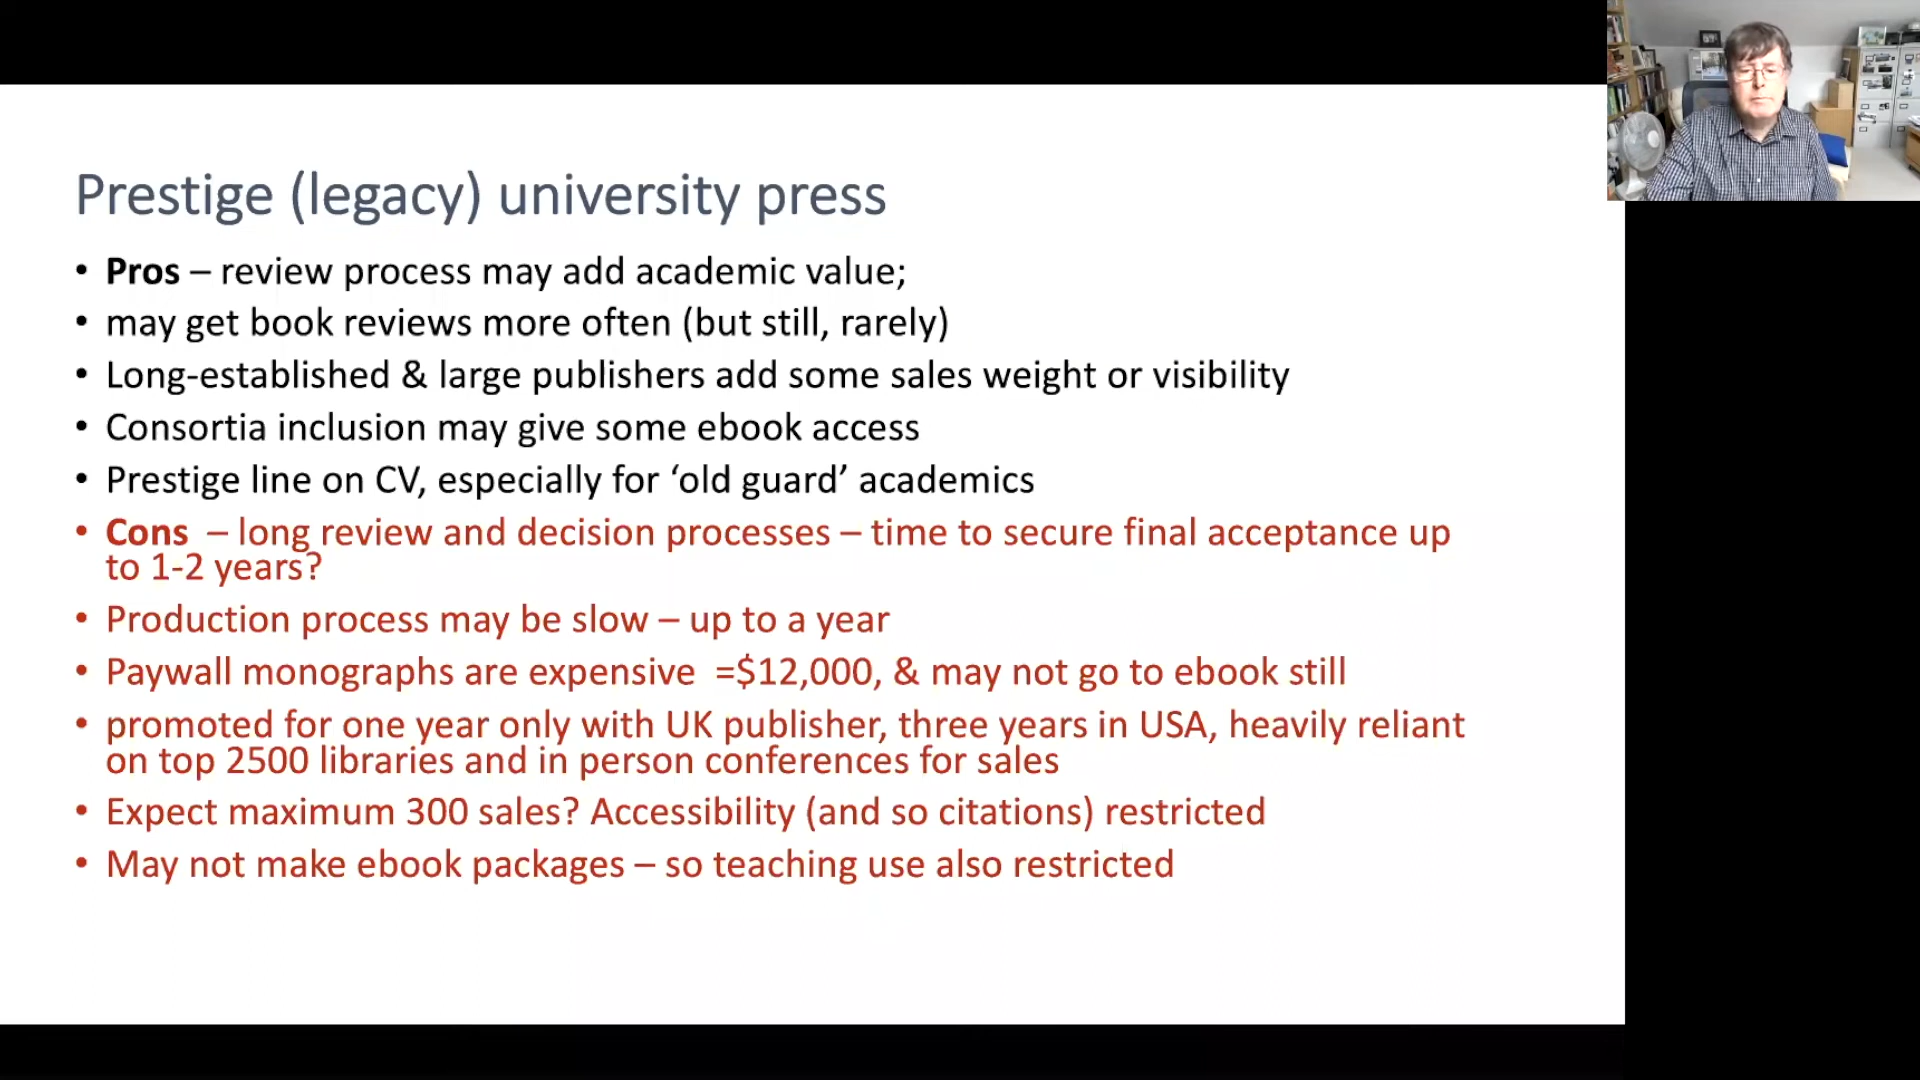 Prestige (legacy) university press
• Pros – review process may add academic value;
• may get book reviews more often (but still, rarely)
• Long-established & large publishers add some sales weight or visibility
• Consortia inclusion may give some ebook access
• Prestige line on CV, especially for ‘old guard’ academics
• Cons – long review and decision processes – time to secure final acceptance up
to 1-2 years?
• Production process may be slow – up to a year
• Paywall monographs are expensive =$12,000, & may not go to ebook still
• promoted for one year only with UK publisher, three years in USA, heavily reliant
on top 2500 libraries and in person conferences for sales
• Expect maximum 300 sales? Accessibility (and so citations) restricted
• May not make ebook packages – so teaching use also restricted